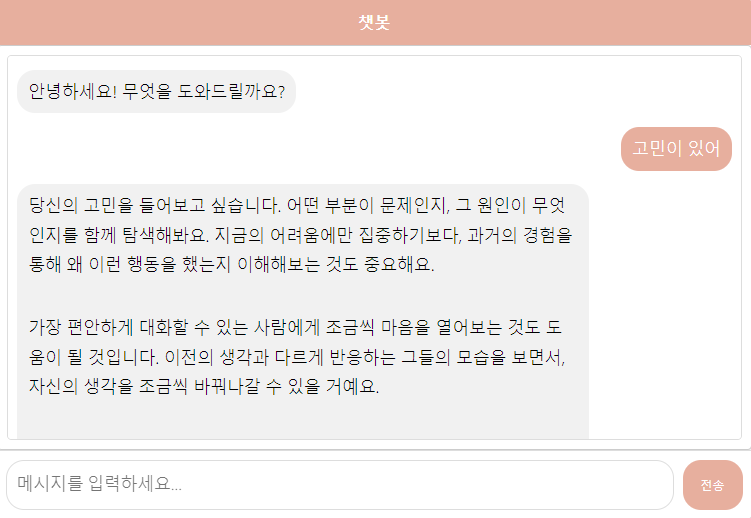 챗봇
안녕하세요! 무엇을 도와드릴까요?
고민이 있어
당신의 고민을 들어보고 싶습니다. 어떤 부분이 문제인지, 그 원인이 무엇
인지를 함께 탐색해봐요. 지금의 어려움에만 집중하기보다, 과거의 경험을
통해 왜 이런 행동을 했는지 이해해보는 것도 중요해요.
가장 편안하게 대화할 수 있는 사람에게 조금씩 마음을 열어보는 것도 도
움이 될 것입니다. 이전의 생각과 다르게 반응하는 그들의 모습을 보면서,
자신의 생각을 조금씩 바꿔나갈 수 있을 거예요.
메시지를 입력하세요...
전송